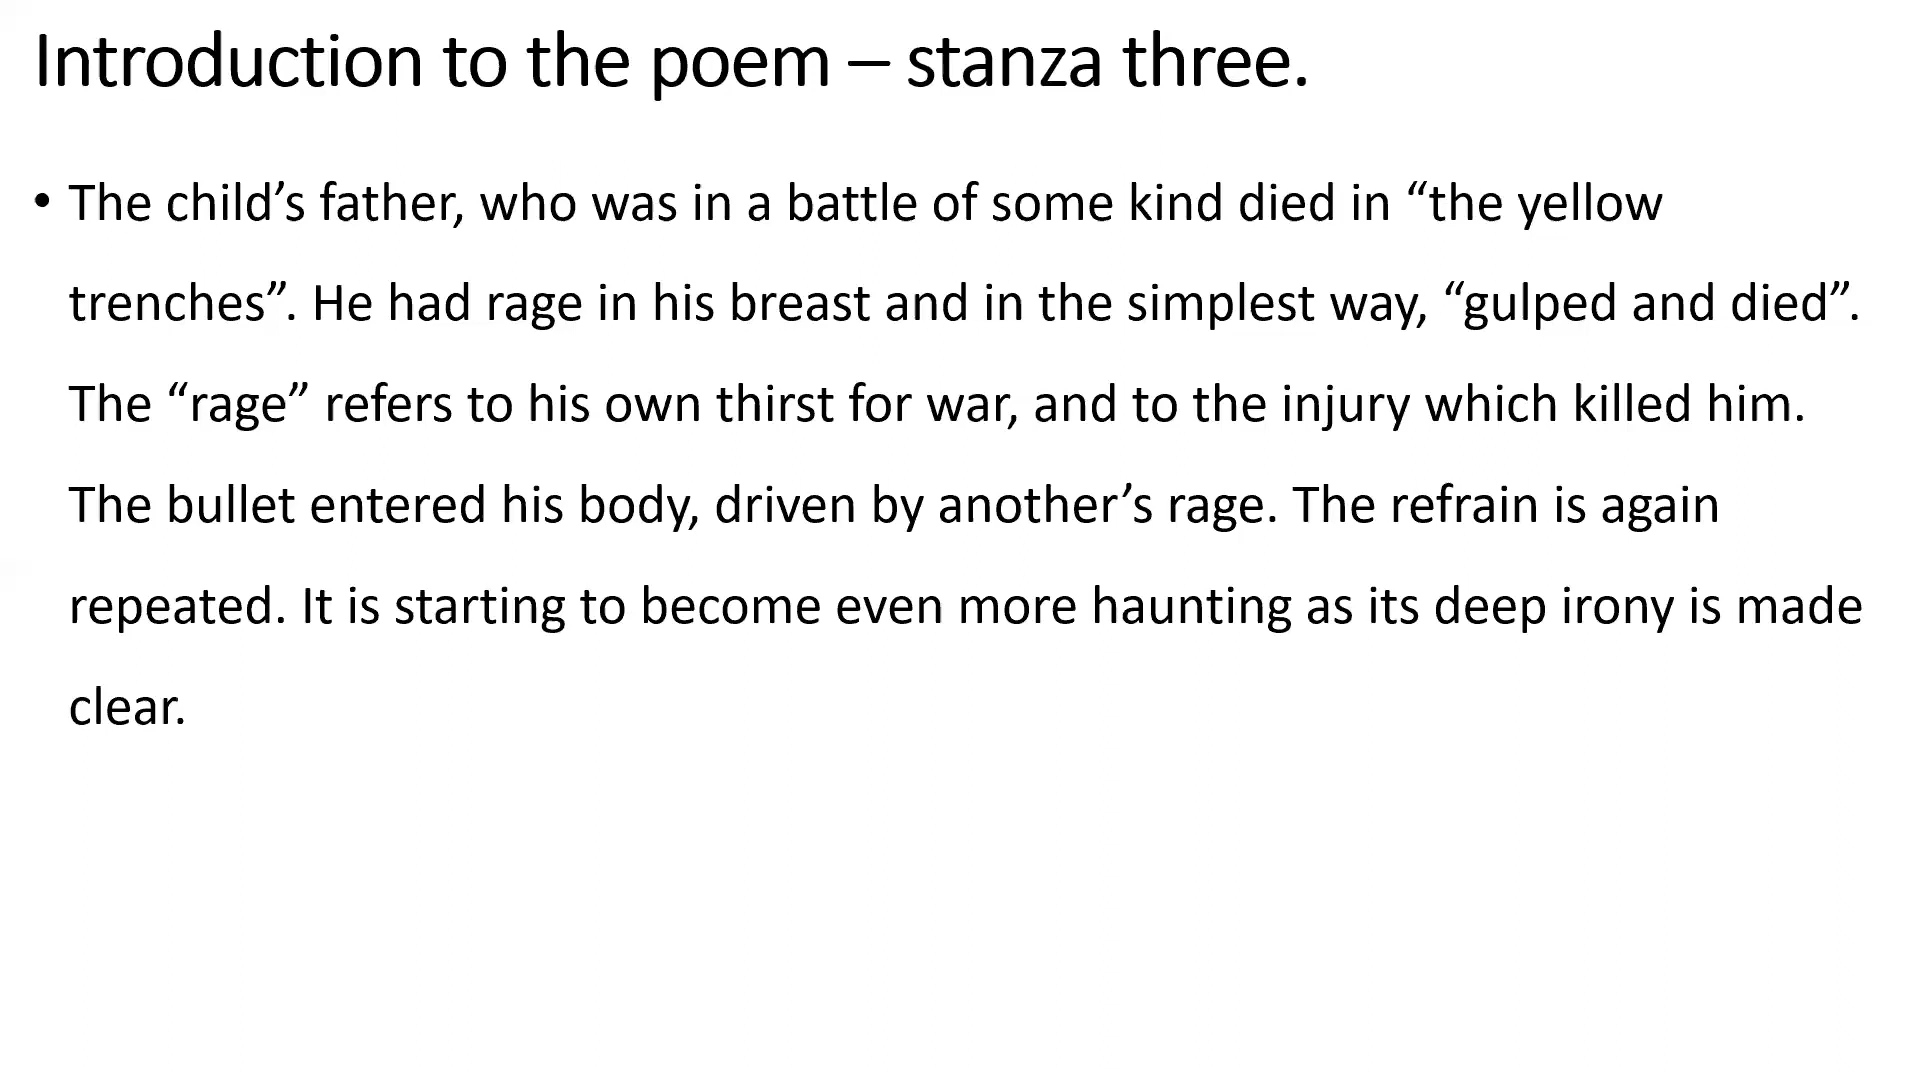 Introduction to the poem – stanza three.
• The child’s father, who was in a battle of some kind died in “the yellow
trenches”. He had rage in his breast and in the simplest way, “gulped and died”.
The “rage” refers to his own thirst for war, and to the injury which killed him.
The bullet entered his body, driven by another’s rage. The refrain is again
repeated. It is starting to become even more haunting as its deep irony is made
clear.